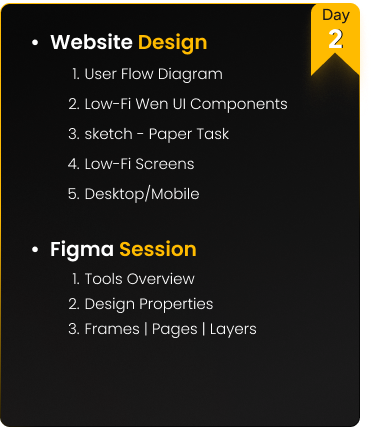 Day
2
• Website Design
1. User Flow Diagram
2. Low-Fi Wen UI Components
3. sketch - Paper Task
4. Low-Fi Screens
5. Desktop/Mobile
• Figma Session
1. Tools Overview
2. Design Properties
3. Frames | Pages | Layers